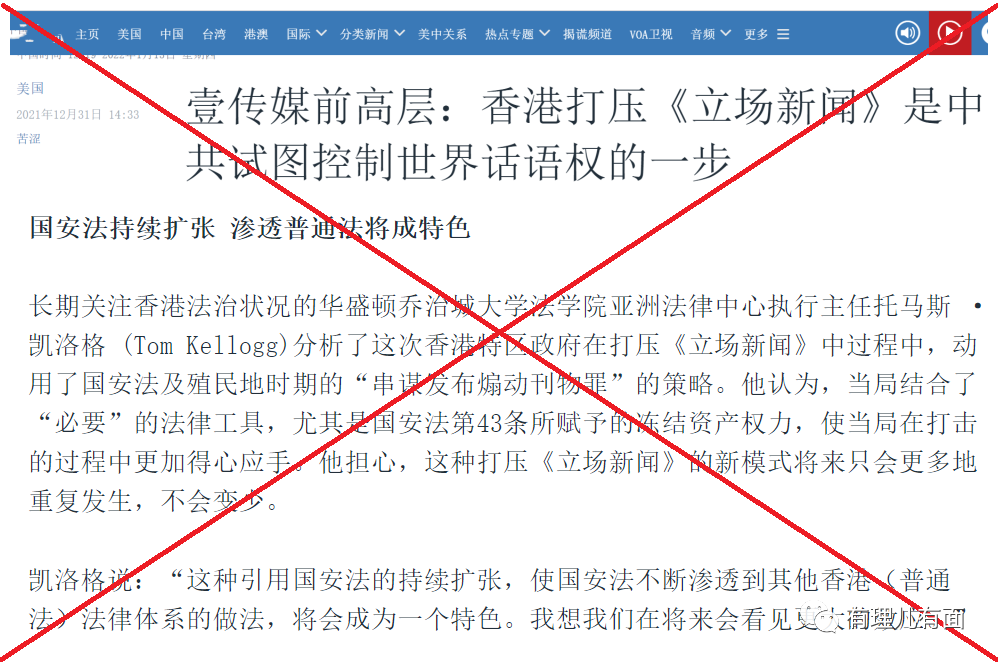 主页 美国 中国 台湾 港澳 国际 分类新闻 美中关系 热点专题 揭谎频道 VOA卫视 音频 更多
美国
2021年12月31日 14:33
苦涩
壹传媒前高层：香港打压《立场新闻》是中
共试图控制世界话语权的一步
国安法持续扩张 渗透普通法将成特色
长期关注香港法治状况的华盛顿乔治城大学法学院亚洲法律中心执行主任托马斯·
凯洛格 (Tom Kellogg)分析了这次香港特区政府在打压《立场新闻》中过程中，动
用了国安法及殖民地时期的“串谋发布煽动刊物罪”的策略。他认为，当局结合了
“必要”的法律工具，尤其是国安法第43条所赋予的冻结资产权力，使当局在打击
的过程中更加得心应手。他担心，这种打压《立场新闻》的新模式将来只会更多地
重复发生，不会变少。
凯洛格说：“这种引用国安法的持续扩张，使国安法不断渗透到其他香港（普通
法）法律体系的做法，将会成为一个特色。我想我们在将来会看见更
有理儿有面